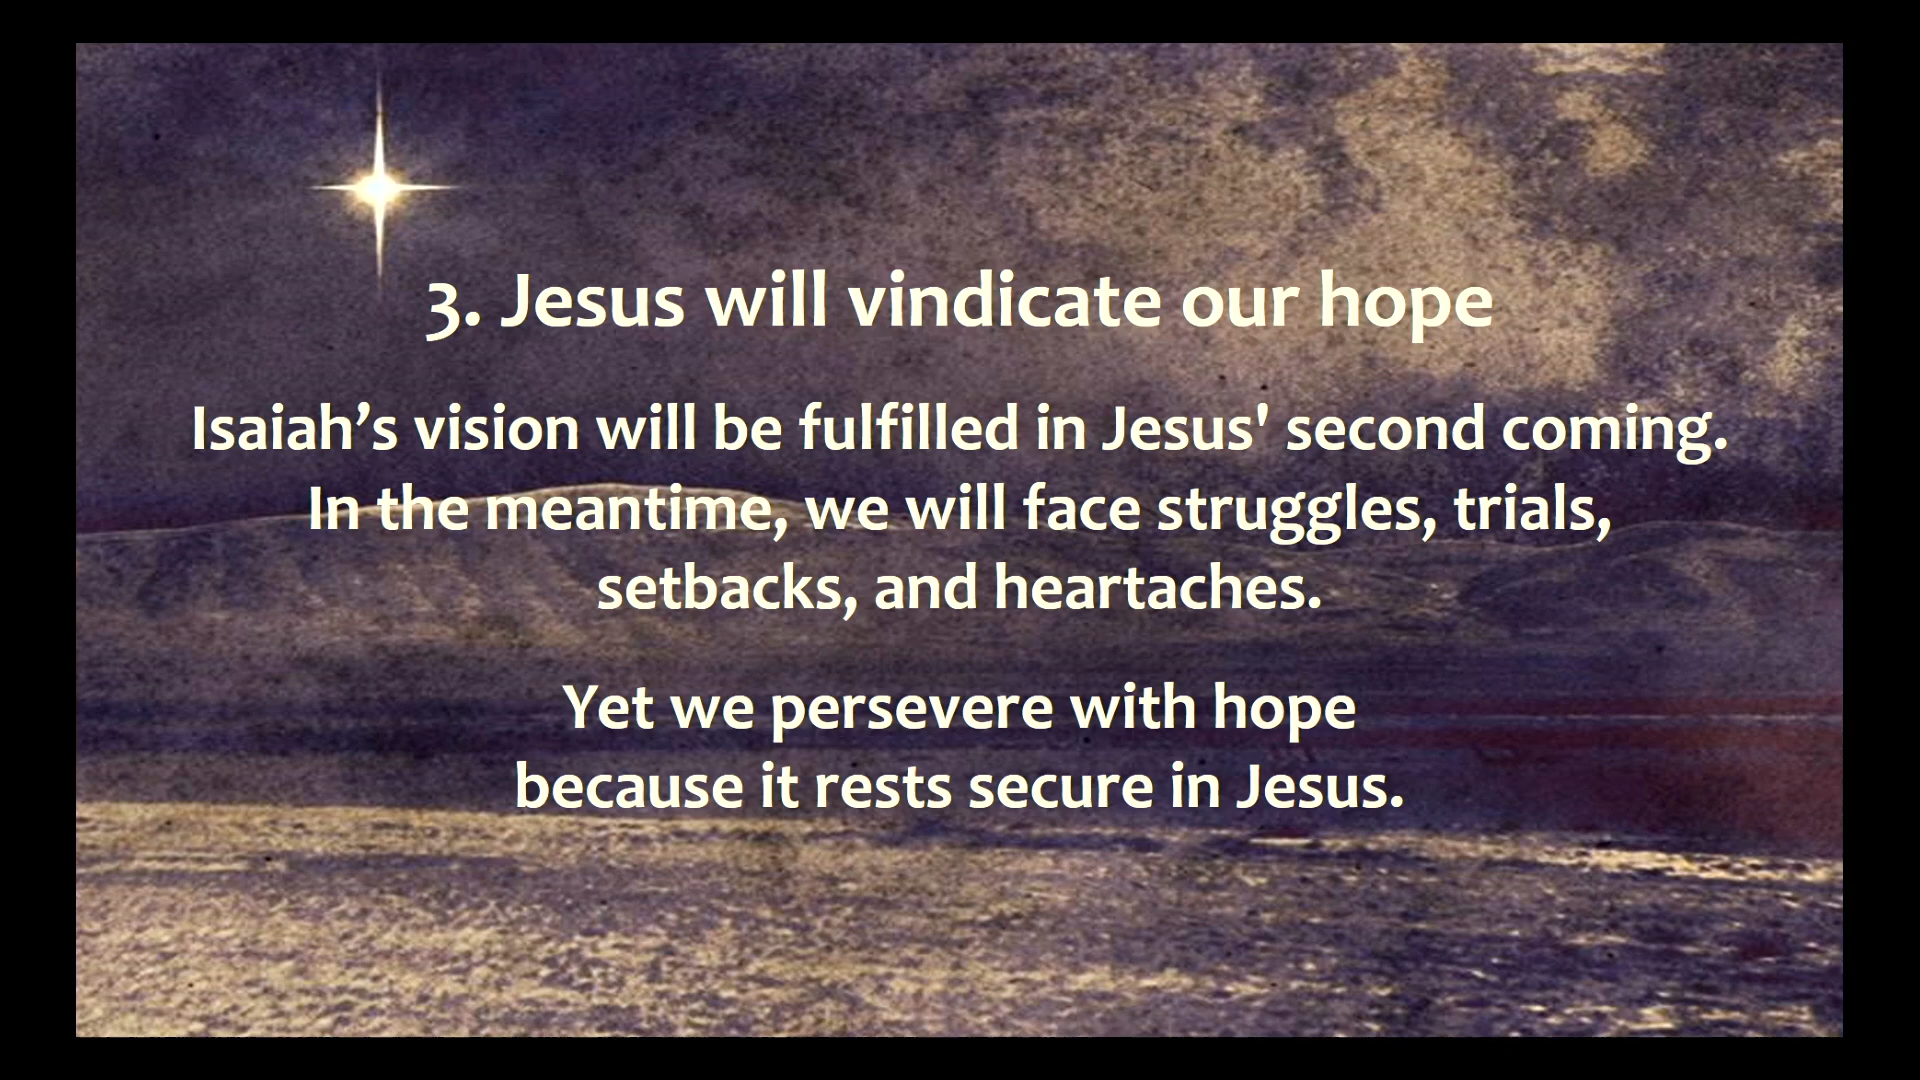 3. Jesus will vindicate our hope
Isaiah’s vision will be fulfilled in Jesus' second coming.
In the meantime, we will face struggles, trials,
setbacks, and heartaches.
Yet we persevere with hope
because it rests secure in Jesus.